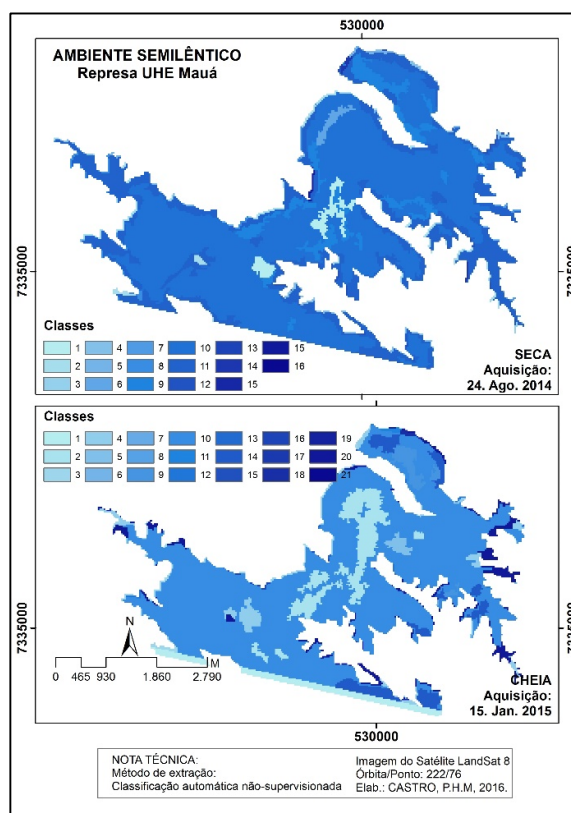 530000
AMBIENTE SEMILÊNTICO
Represa UHE Mauá
7335000
7335000
Classes
1 4 7 10 13 15
2 5 8 11 14 16
3 6 9 12 15
SECA
Aquisição:
24. Ago. 2014
Classes
1 4 7 10 13 16 19
2 5 8 11 14 17 20
3 6 9 12 15 18 21
7335000
7335000
N
M
0 465 930 1.860 2.790
CHEIA
Aquisição:
15. Jan. 2015
530000
NOTA TÉCNICA:
Método de extração:
Classificação automática não-supervisionada
Imagem do Satélite LandSat 8
Órbita/Ponto: 222/76
Elab.: CASTRO, P.H.M, 2016.